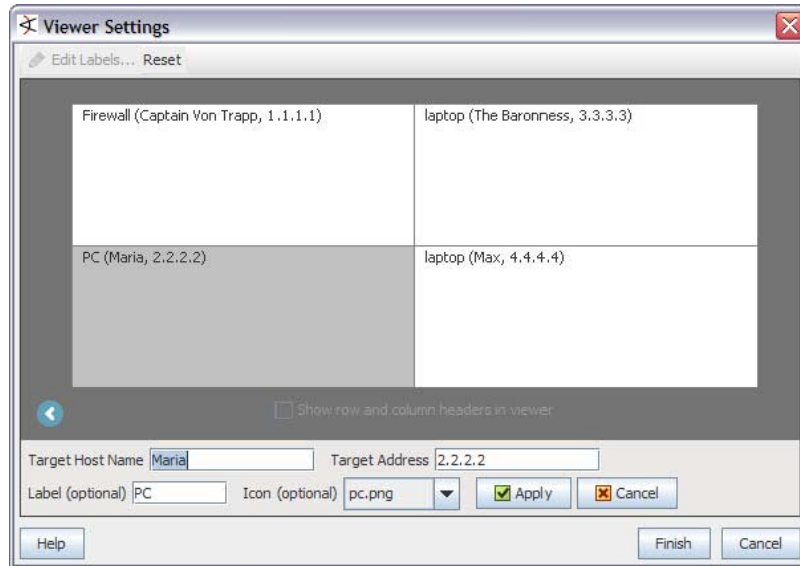 Viewer Settings
Edit Labels... Reset
Firewall (Captain Von Trapp, 1.1.1.1)
laptop (The Baronness, 3.3.3.3)
PC (Maria, 2.2.2.2)
laptop (Max, 4.4.4.4)
Show row and column headers in viewer
Target Host Name Maria Target Address 2.2.2.2
Label (optional) PC Icon (optional) pc.png Apply Cancel
Help Finish Cancel